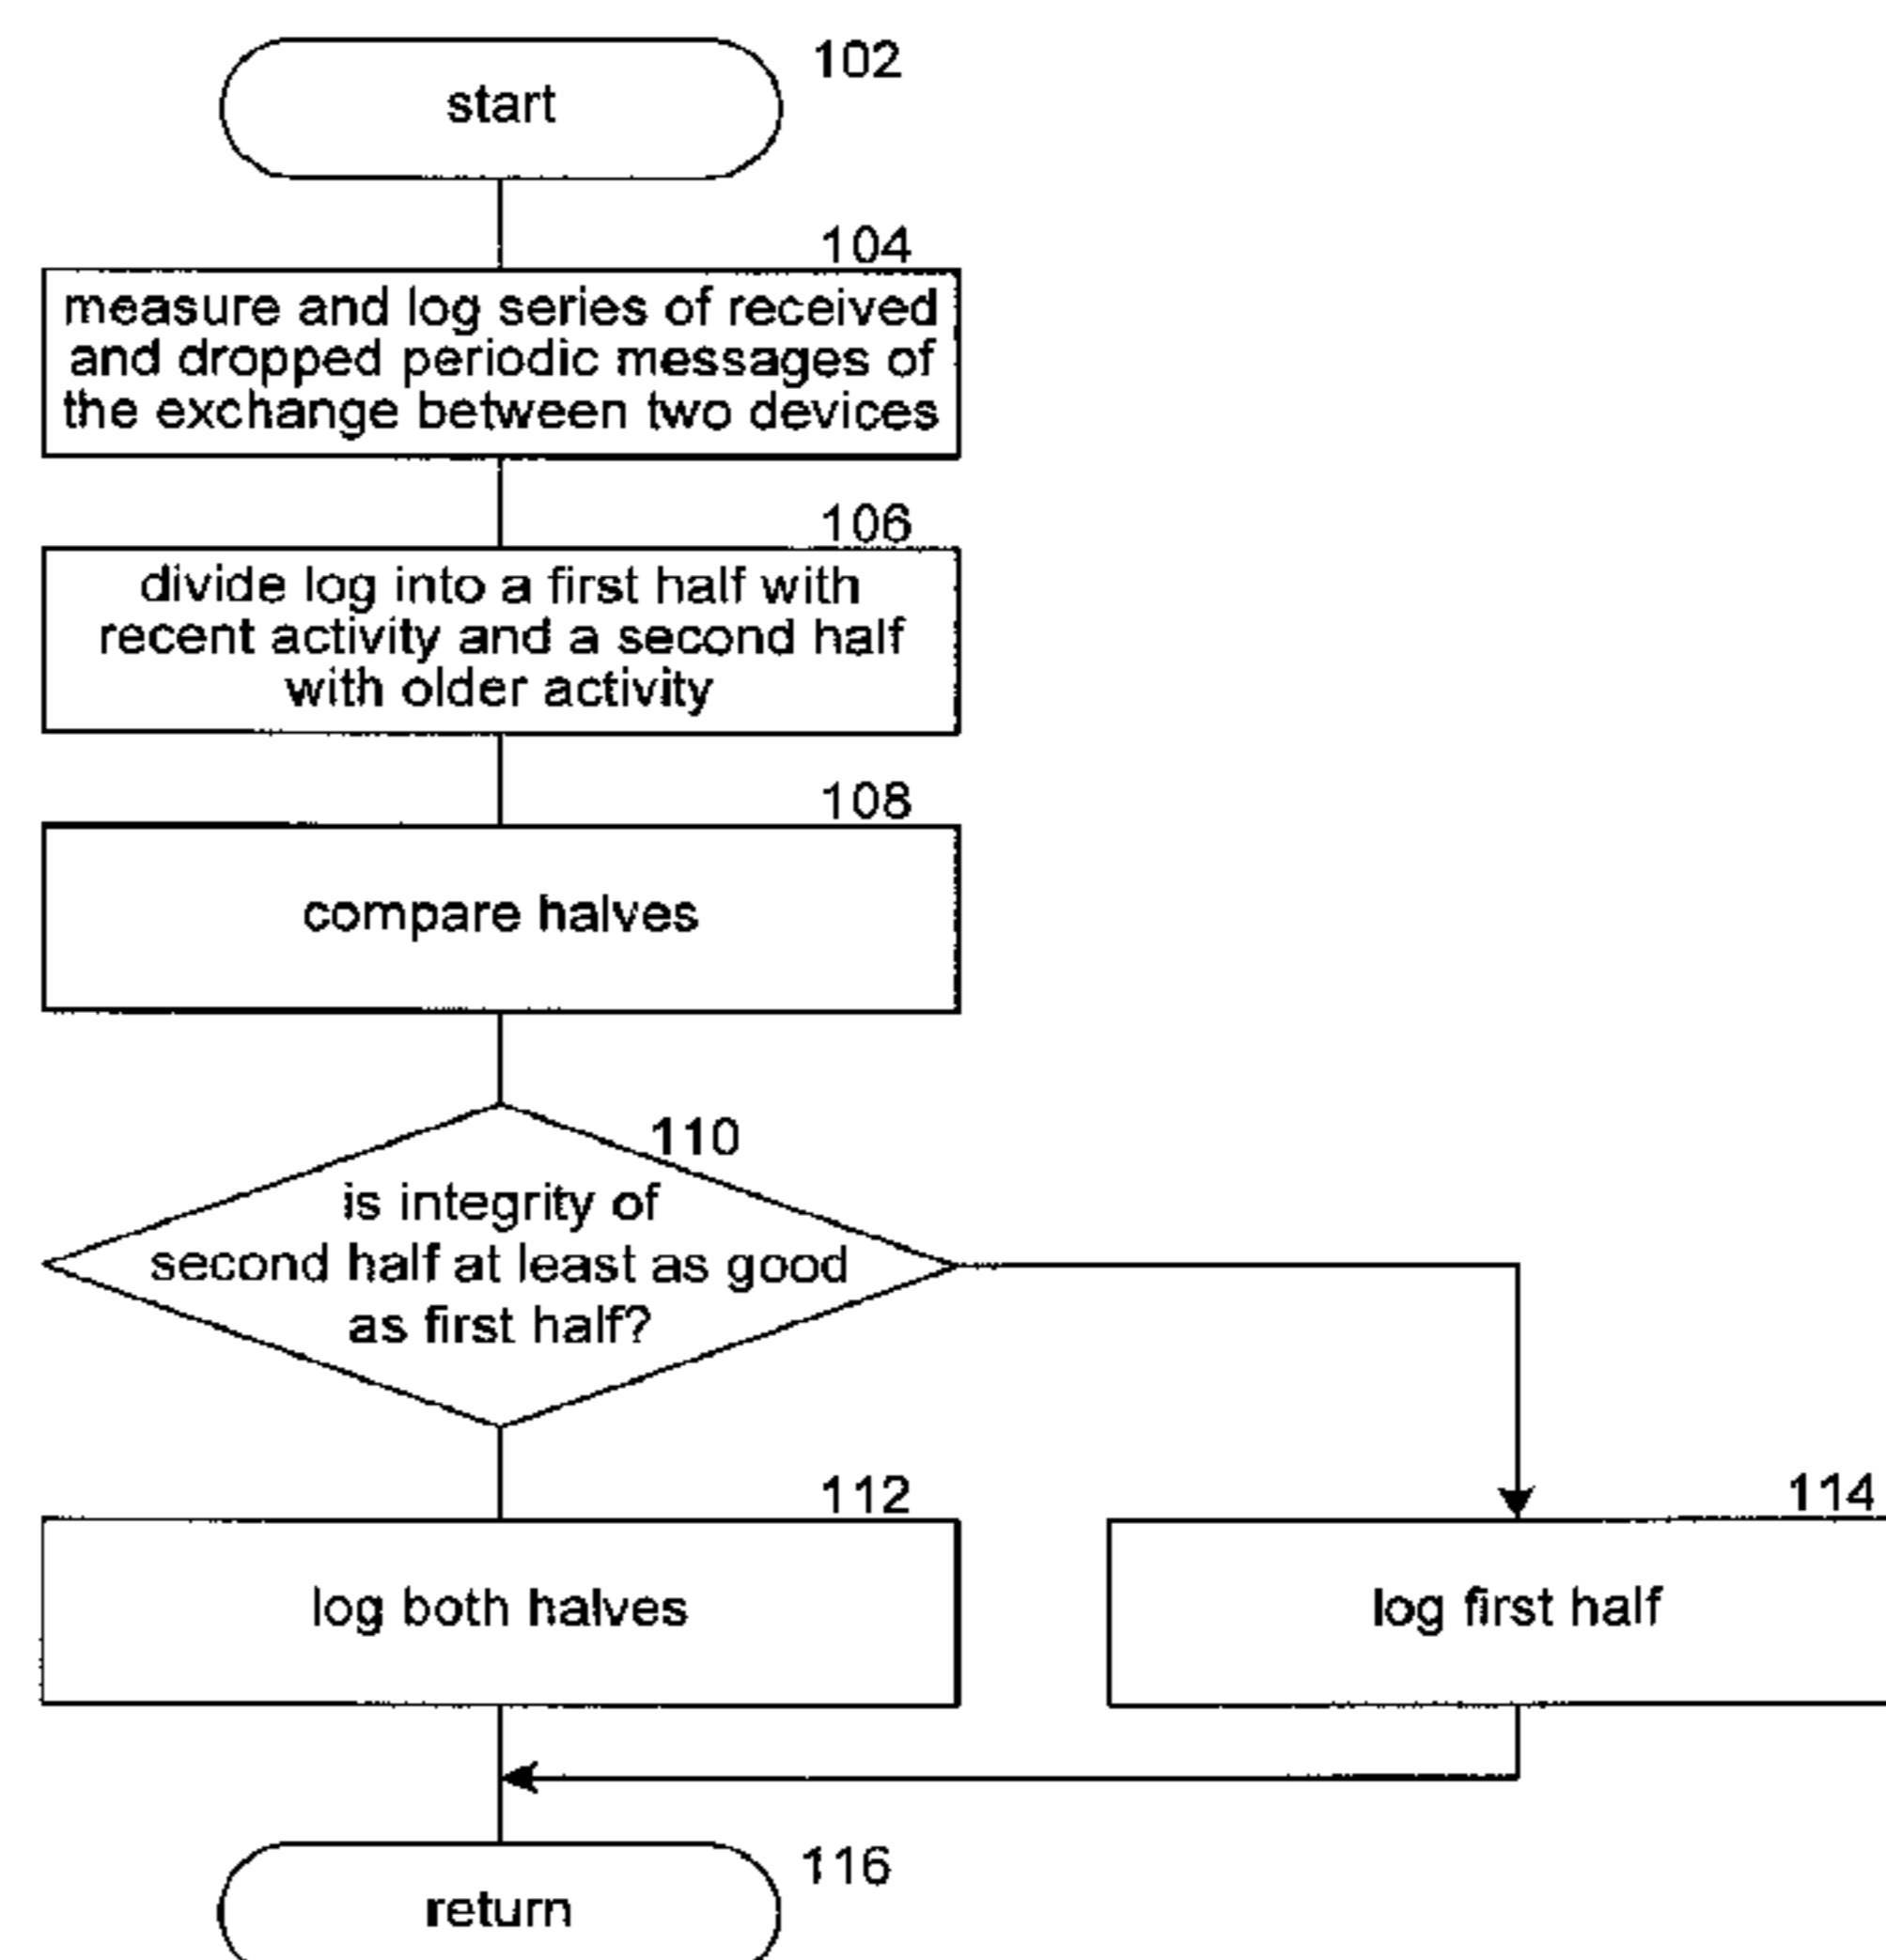 102
start
104
measure and log series of received
and dropped periodic messages of
the exchange between two devices
106
divide log into a first half with
recent activity and a second half
with older activity
108
compare halves
110
is integrity of
second half at least as good
as first half?
112
log both halves
114
log first half
116
return